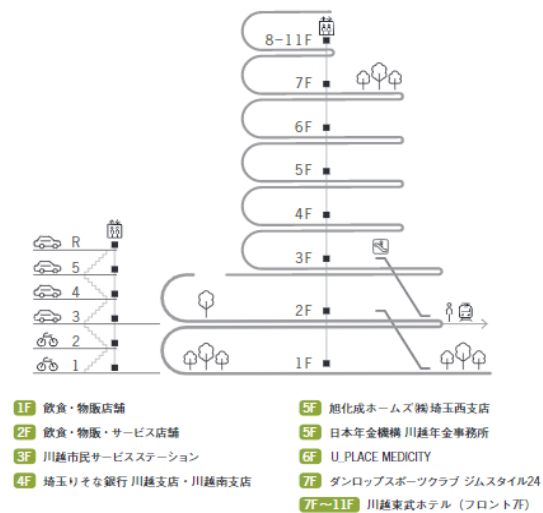 8-11F
7F
6F
5F
4F
3F
2F
1F
R
5
4
3
2
1
1F 飲食・物販店舗
2F 飲食・物販・サービス店舗
3F 川越市民サービスステーション
4F 埼玉りそな銀行 川越支店・川越南支店
5F 旭化成ホームズ㈱埼玉西支店
5F 日本年金機構 川越年金事務所
6F U_PLACE MEDICITY
7F ダンロップスポーツクラブ ジムスタイル24
7F～11F 川越東武ホテル（フロント7F）